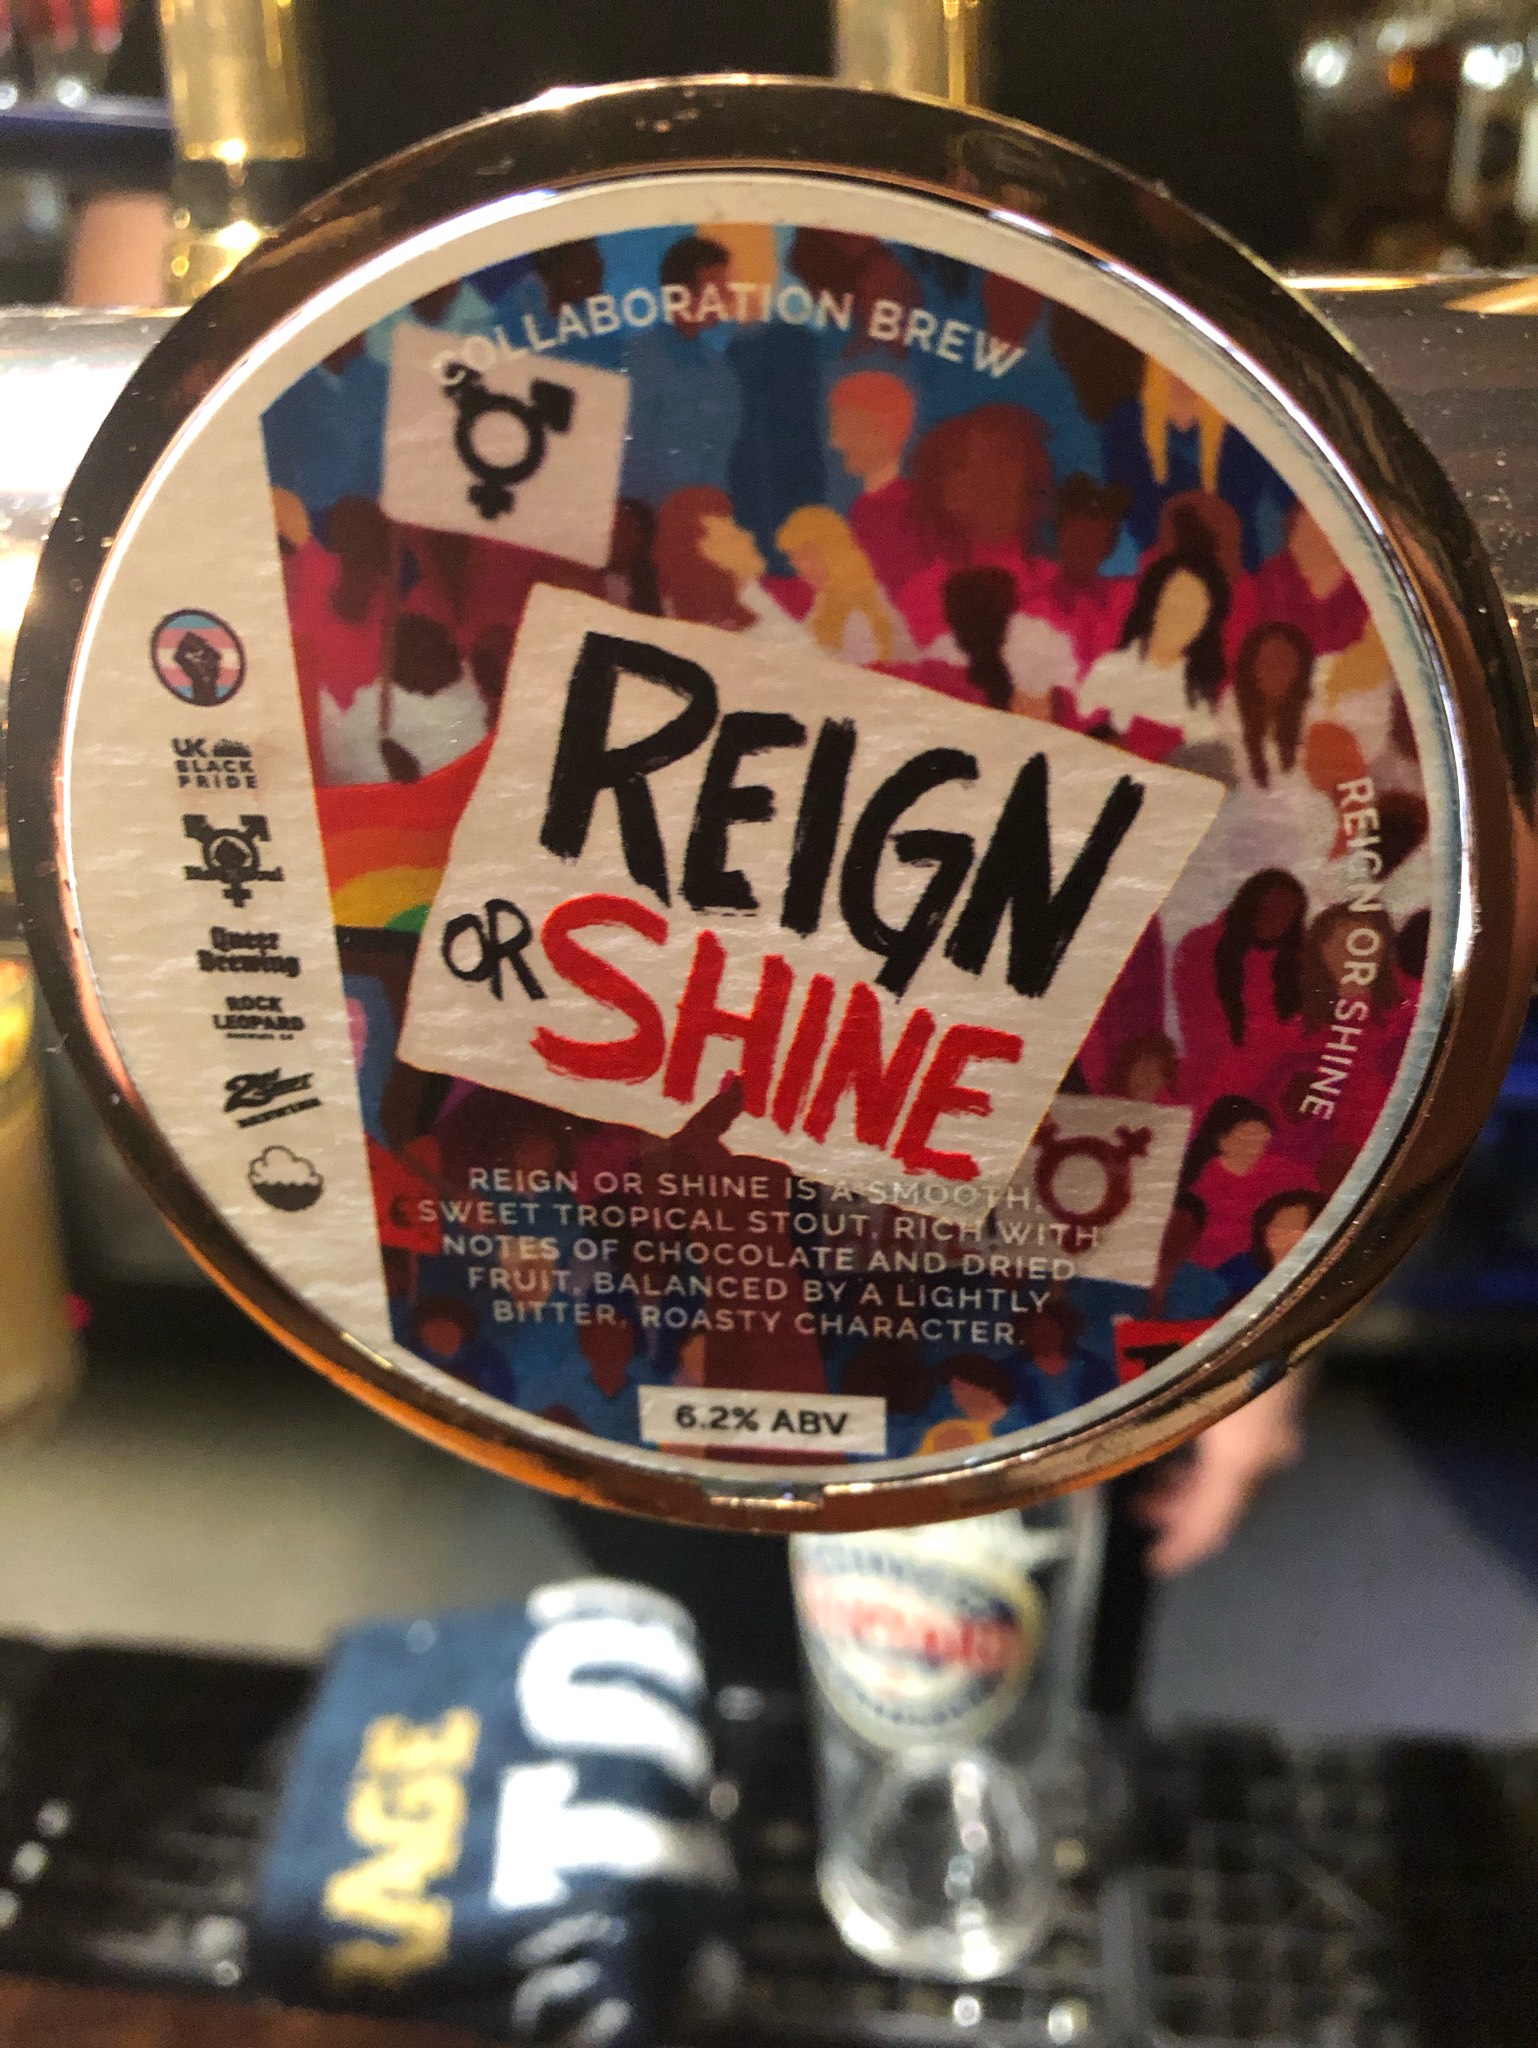 COLLABORATION BREW
UK
BLACK
PRIDE
Queer
Brewing
ROCK
LEOPARD
REIGN
OR SHINE
REIGN OR SHINE
REIGN OR SHINE IS A SMOOTH,
SWEET TROPICAL STOUT, RICH WITH
NOTES OF CHOCOLATE AND DRIED
FRUIT, BALANCED BY A LIGHTLY
BITTER, ROASTY CHARACTER.
6.2% ABV